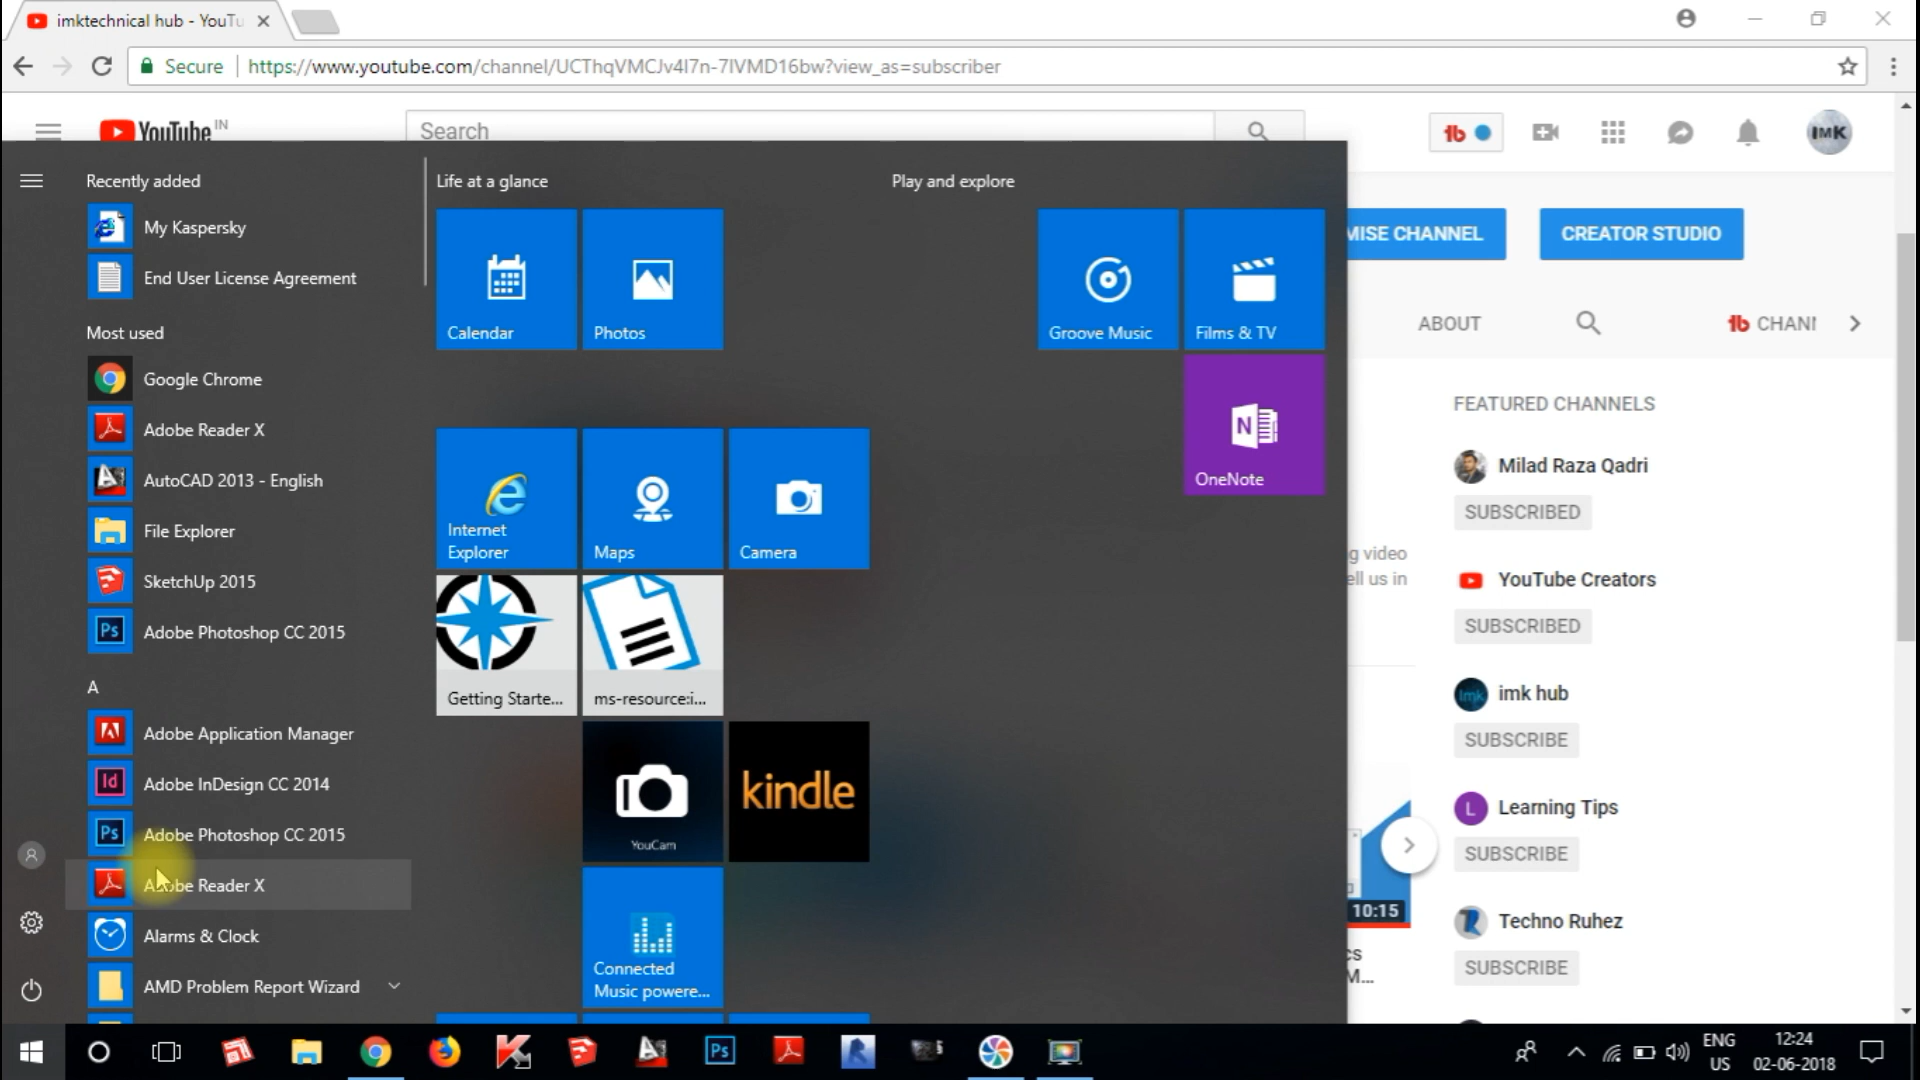 imktechnical hub - YouTu
Secure
https://www.youtube.com/channel/UCThqVMCJv4I7n-7IVMD16bw?view_as=subscriber
YouTube IN
Search
IMK
Recently added
My Kaspersky
End User License Agreement
Most used
Google Chrome
Adobe Reader X
AutoCAD 2013 - English
File Explorer
SketchUp 2015
Adobe Photoshop CC 2015
A
Adobe Application Manager
Adobe InDesign CC 2014
Adobe Photoshop CC 2015
Adobe Reader X
Alarms & Clock
AMD Problem Report Wizard
Life at a glance
Calendar
Photos
Internet
Explorer
Maps
Camera
Getting Starte...
ms-resource:i...
YouCam
kindle
Connected
Music powere...
Play and explore
Groove Music
Films & TV
OneNote
MISE CHANNEL
CREATOR STUDIO
ABOUT
CHANI
g video
ell us in
10:15
cs
M...
FEATURED CHANNELS
Milad Raza Qadri
SUBSCRIBED
YouTube Creators
SUBSCRIBED
imk hub
SUBSCRIBE
Learning Tips
SUBSCRIBE
Techno Ruhez
SUBSCRIBE
ENG
US
12:24
02-06-2018